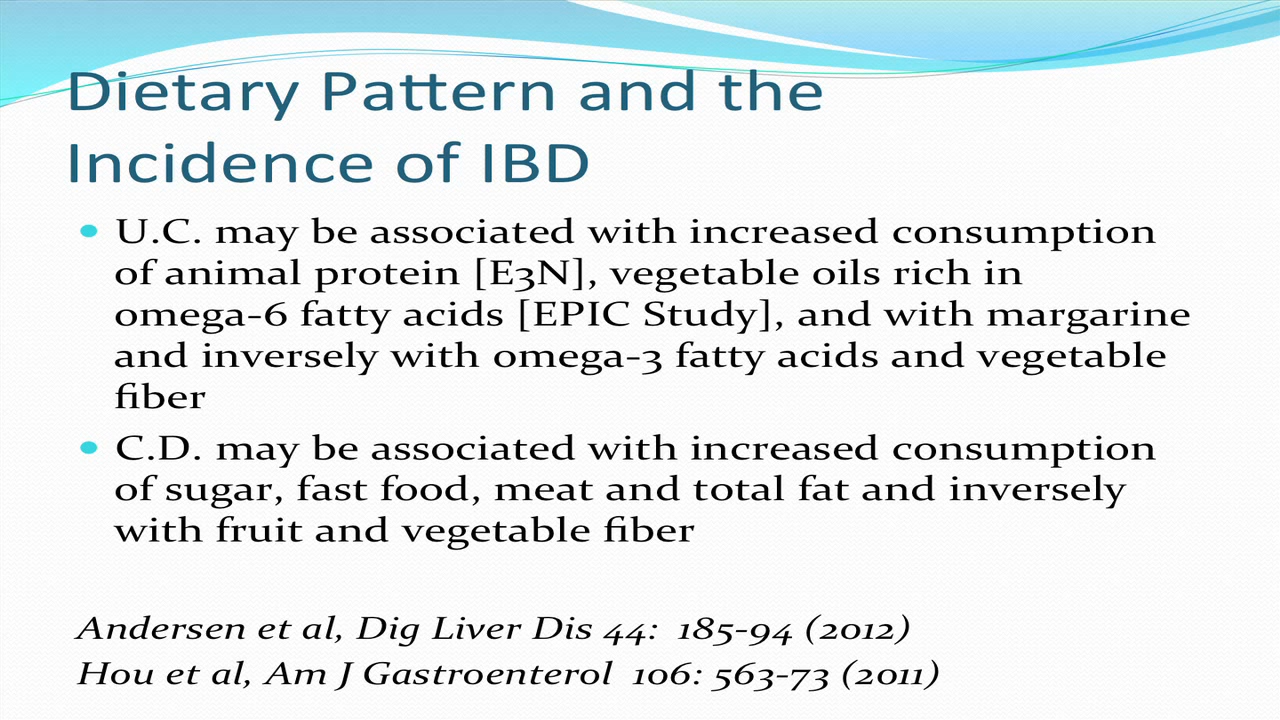 Dietary Pattern and the
Incidence of IBD
• U.C. may be associated with increased consumption
of animal protein [E3N], vegetable oils rich in
omega-6 fatty acids [EPIC Study], and with margarine
and inversely with omega-3 fatty acids and vegetable
fiber
• C.D. may be associated with increased consumption
of sugar, fast food, meat and total fat and inversely
with fruit and vegetable fiber
Andersen et al, Dig Liver Dis 44: 185-94 (2012)
Hou et al, Am J Gastroenterol 106: 563-73 (2011)